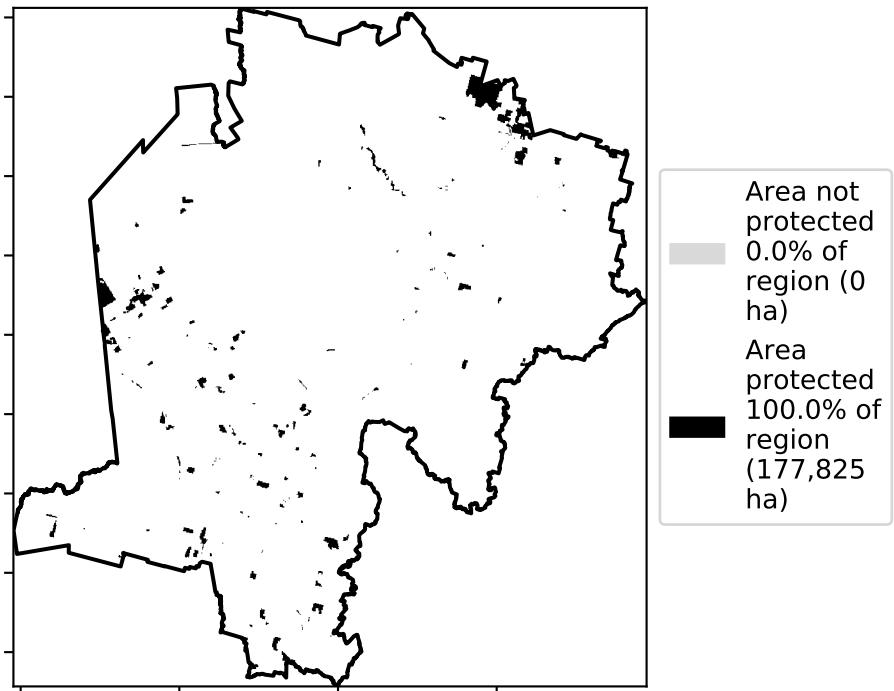 Area not
protected
0.0% of
region (0
ha)
Area
protected
100.0% of
region
(177,825
ha)